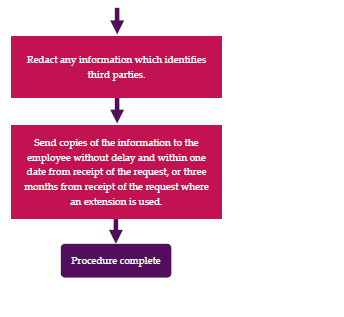 Redact any information which identifies
third parties.
Send copies of the information to the
employee without delay and within one
date from receipt of the request, or three
months from receipt of the request where
an extension is used.
Procedure complete